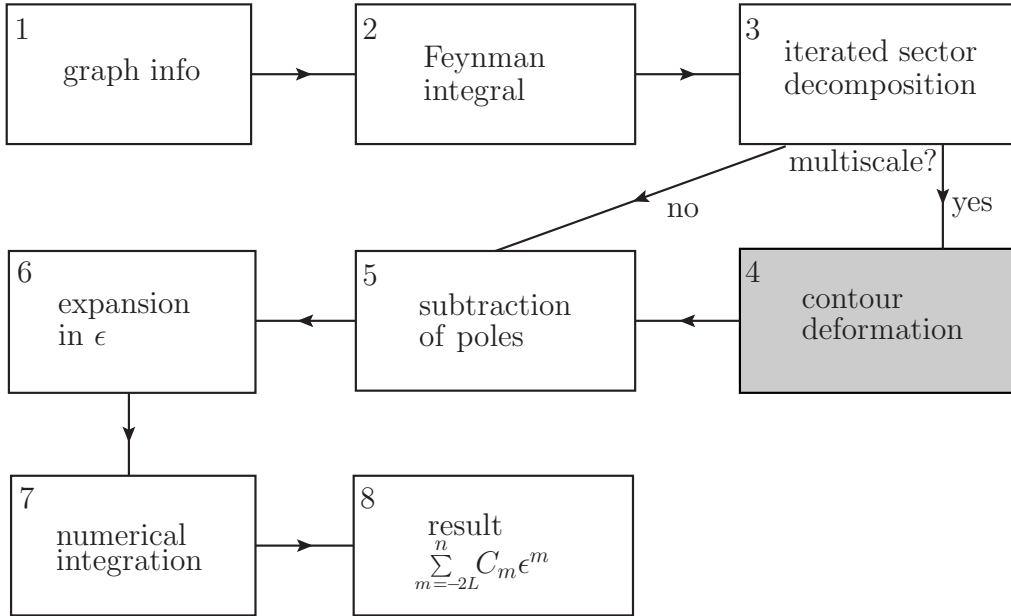 1
graph info
2
Feynman
integral
3
iterated sector
decomposition
multiscale?
no
yes
4
contour
deformation
5
subtraction
of poles
6
expansion
in ϵ
7
numerical
integration
8
result
n
∑ C_m ϵ^m
m=-2L